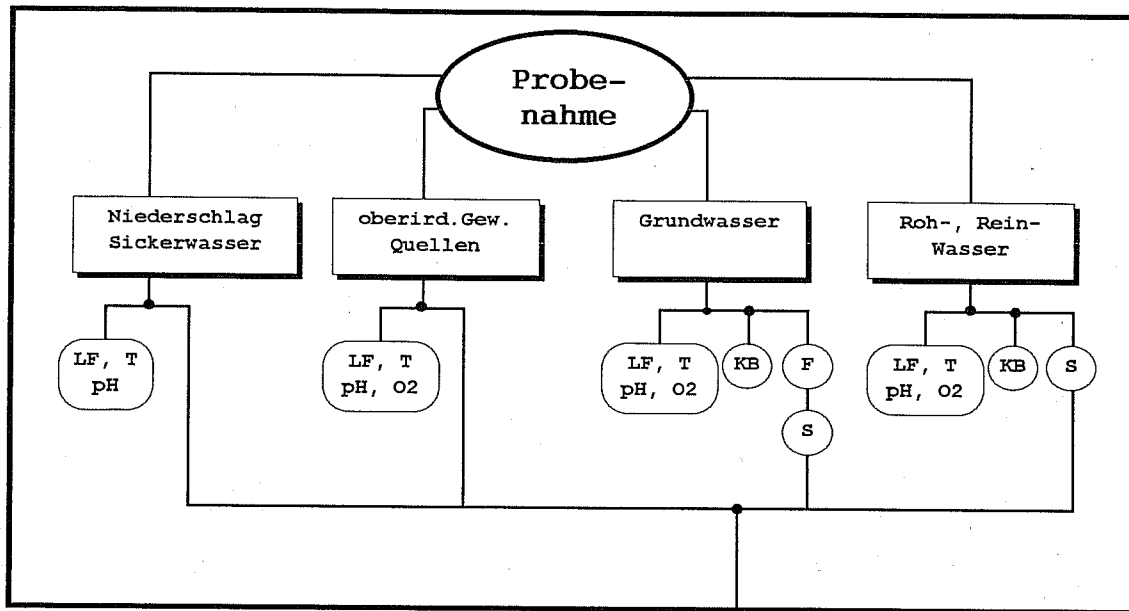 Probe-
nahme
Niederschlag
Sickerwasser
oberird.Gew.
Quellen
Grundwasser
Roh-, Rein-
Wasser
LF, T
pH
LF, T
pH, O2
LF, T
pH, O2
KB
F
S
LF, T
pH, O2
KB
S